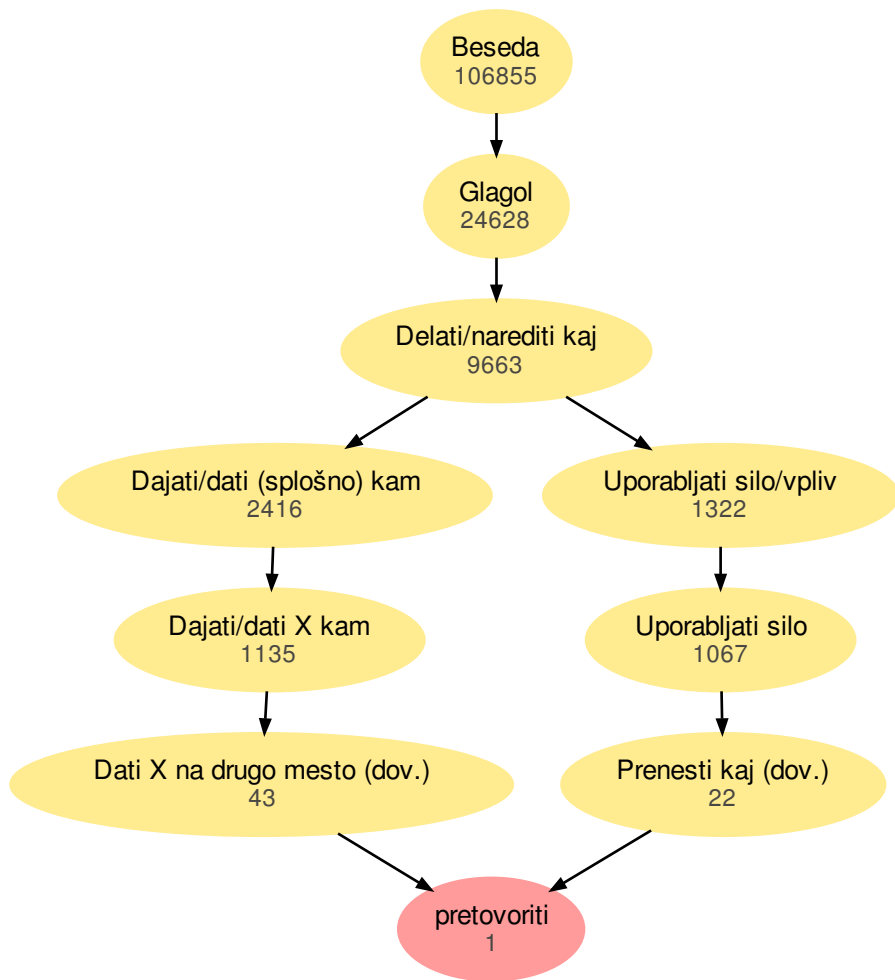 Beseda
106855
Glagol
24628
Delati/narediti kaj
9663
Dajati/dati (splošno) kam
2416
Uporabljati silo/vpliv
1322
Dajati/dati X kam
1135
Uporabljati silo
1067
Dati X na drugo mesto (dov.)
43
Prenesti kaj (dov.)
22
pretovoriti
1